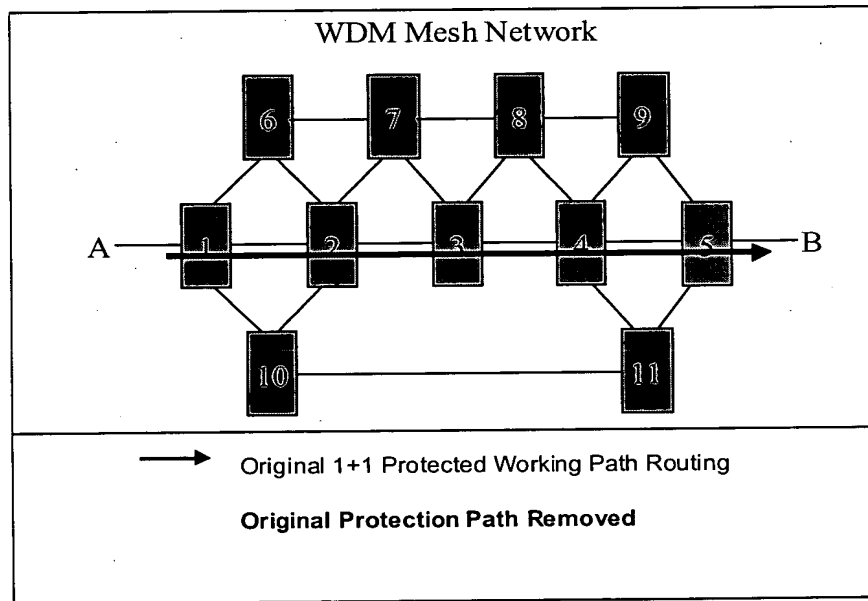 WDM Mesh Network
6 7 8 9
A 1 2 3 4 5 B
10 11
Original 1+1 Protected Working Path Routing
Original Protection Path Removed